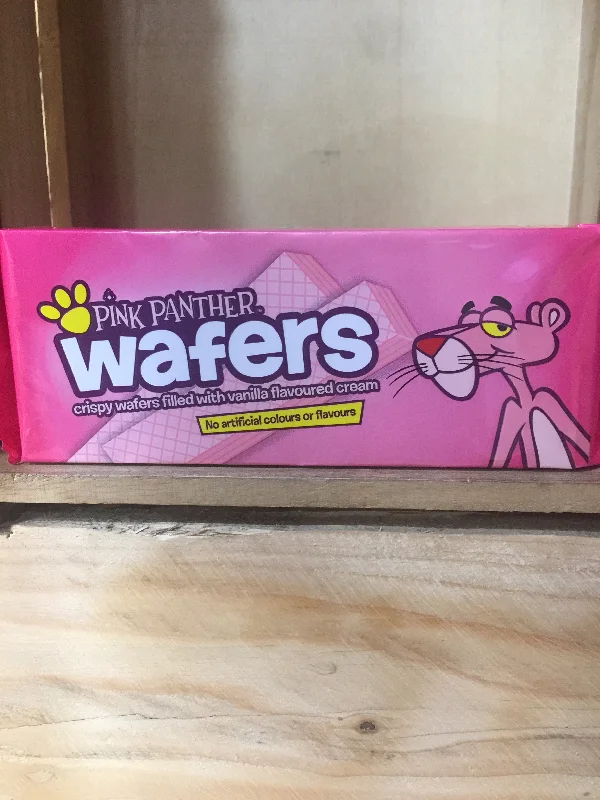 PINK PANTHER
wafers
crispy wafers filled with vanilla flavoured cream
No artificial colours or flavours